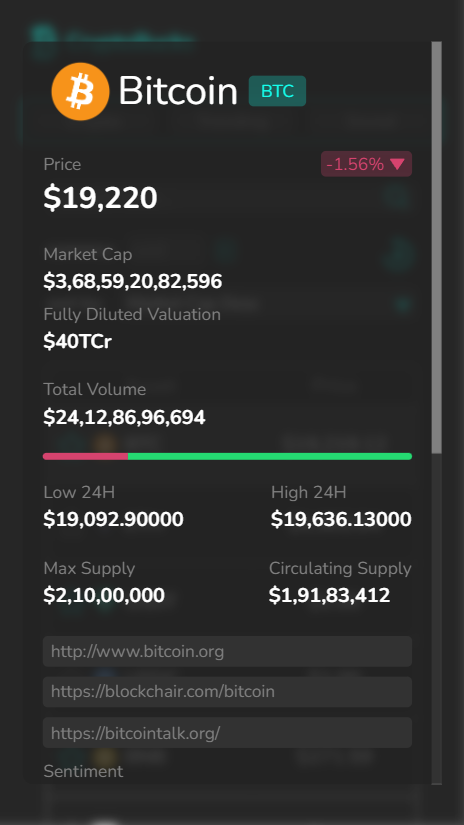 Bitcoin BTC
Price -1.56% ▼
$19,220
Market Cap
$3,68,59,20,82,596
Fully Diluted Valuation
$40TCr
Total Volume
$24,12,86,96,694
Low 24H High 24H
$19,092.90000 $19,636.13000
Max Supply Circulating Supply
$2,10,00,000 $1,91,83,412
http://www.bitcoin.org
https://blockchair.com/bitcoin
https://bitcointalk.org/
Sentiment